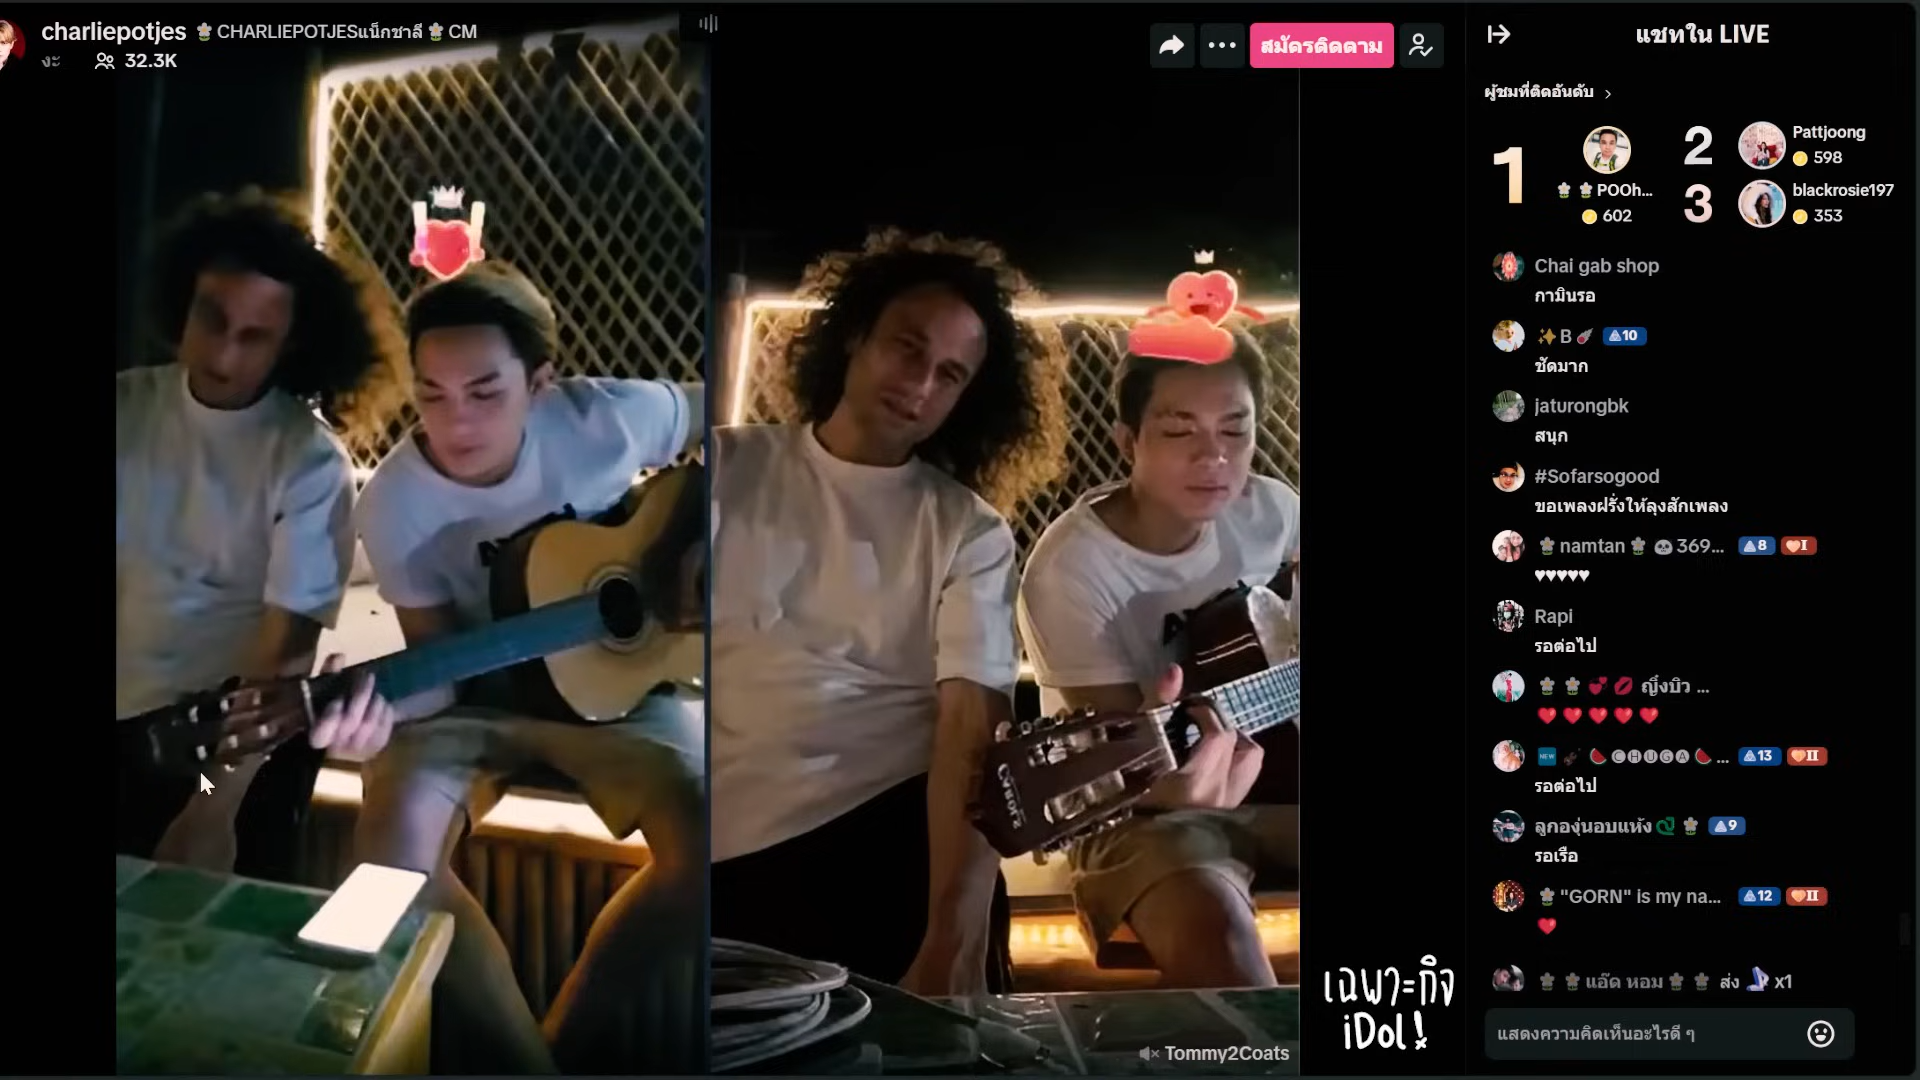 charliepotjes CHARLIEPOTJESแน็กชาลี CM
งะ 32.3K
สมัครติดตาม
แชทใน LIVE
ผู้ชมที่ติดอันดับ
1
POOh...
602
2
Pattjoong
598
3
blackrosie197
353
Chai gab shop
กามินรอ
B 10
ชัดมาก
jaturongbk
สนุก
#Sofarsogood
ขอเพลงฝรั่งให้ลุงสักเพลง
namtan 369... 8 I
♥♥♥♥♥
Rapi
รอต่อไป
ญิ๋งบิว ...
NEW CHUGA ... 13 II
รอต่อไป
ลูกองุ่นอบแห้ง 9
รอเรือ
"GORN" is my na... 12 II
แอ๊ด หอม ส่ง x1
แสดงความคิดเห็นอะไรดี ๆ
เฉพาะกิจ
iDol!
Tommy2Coats